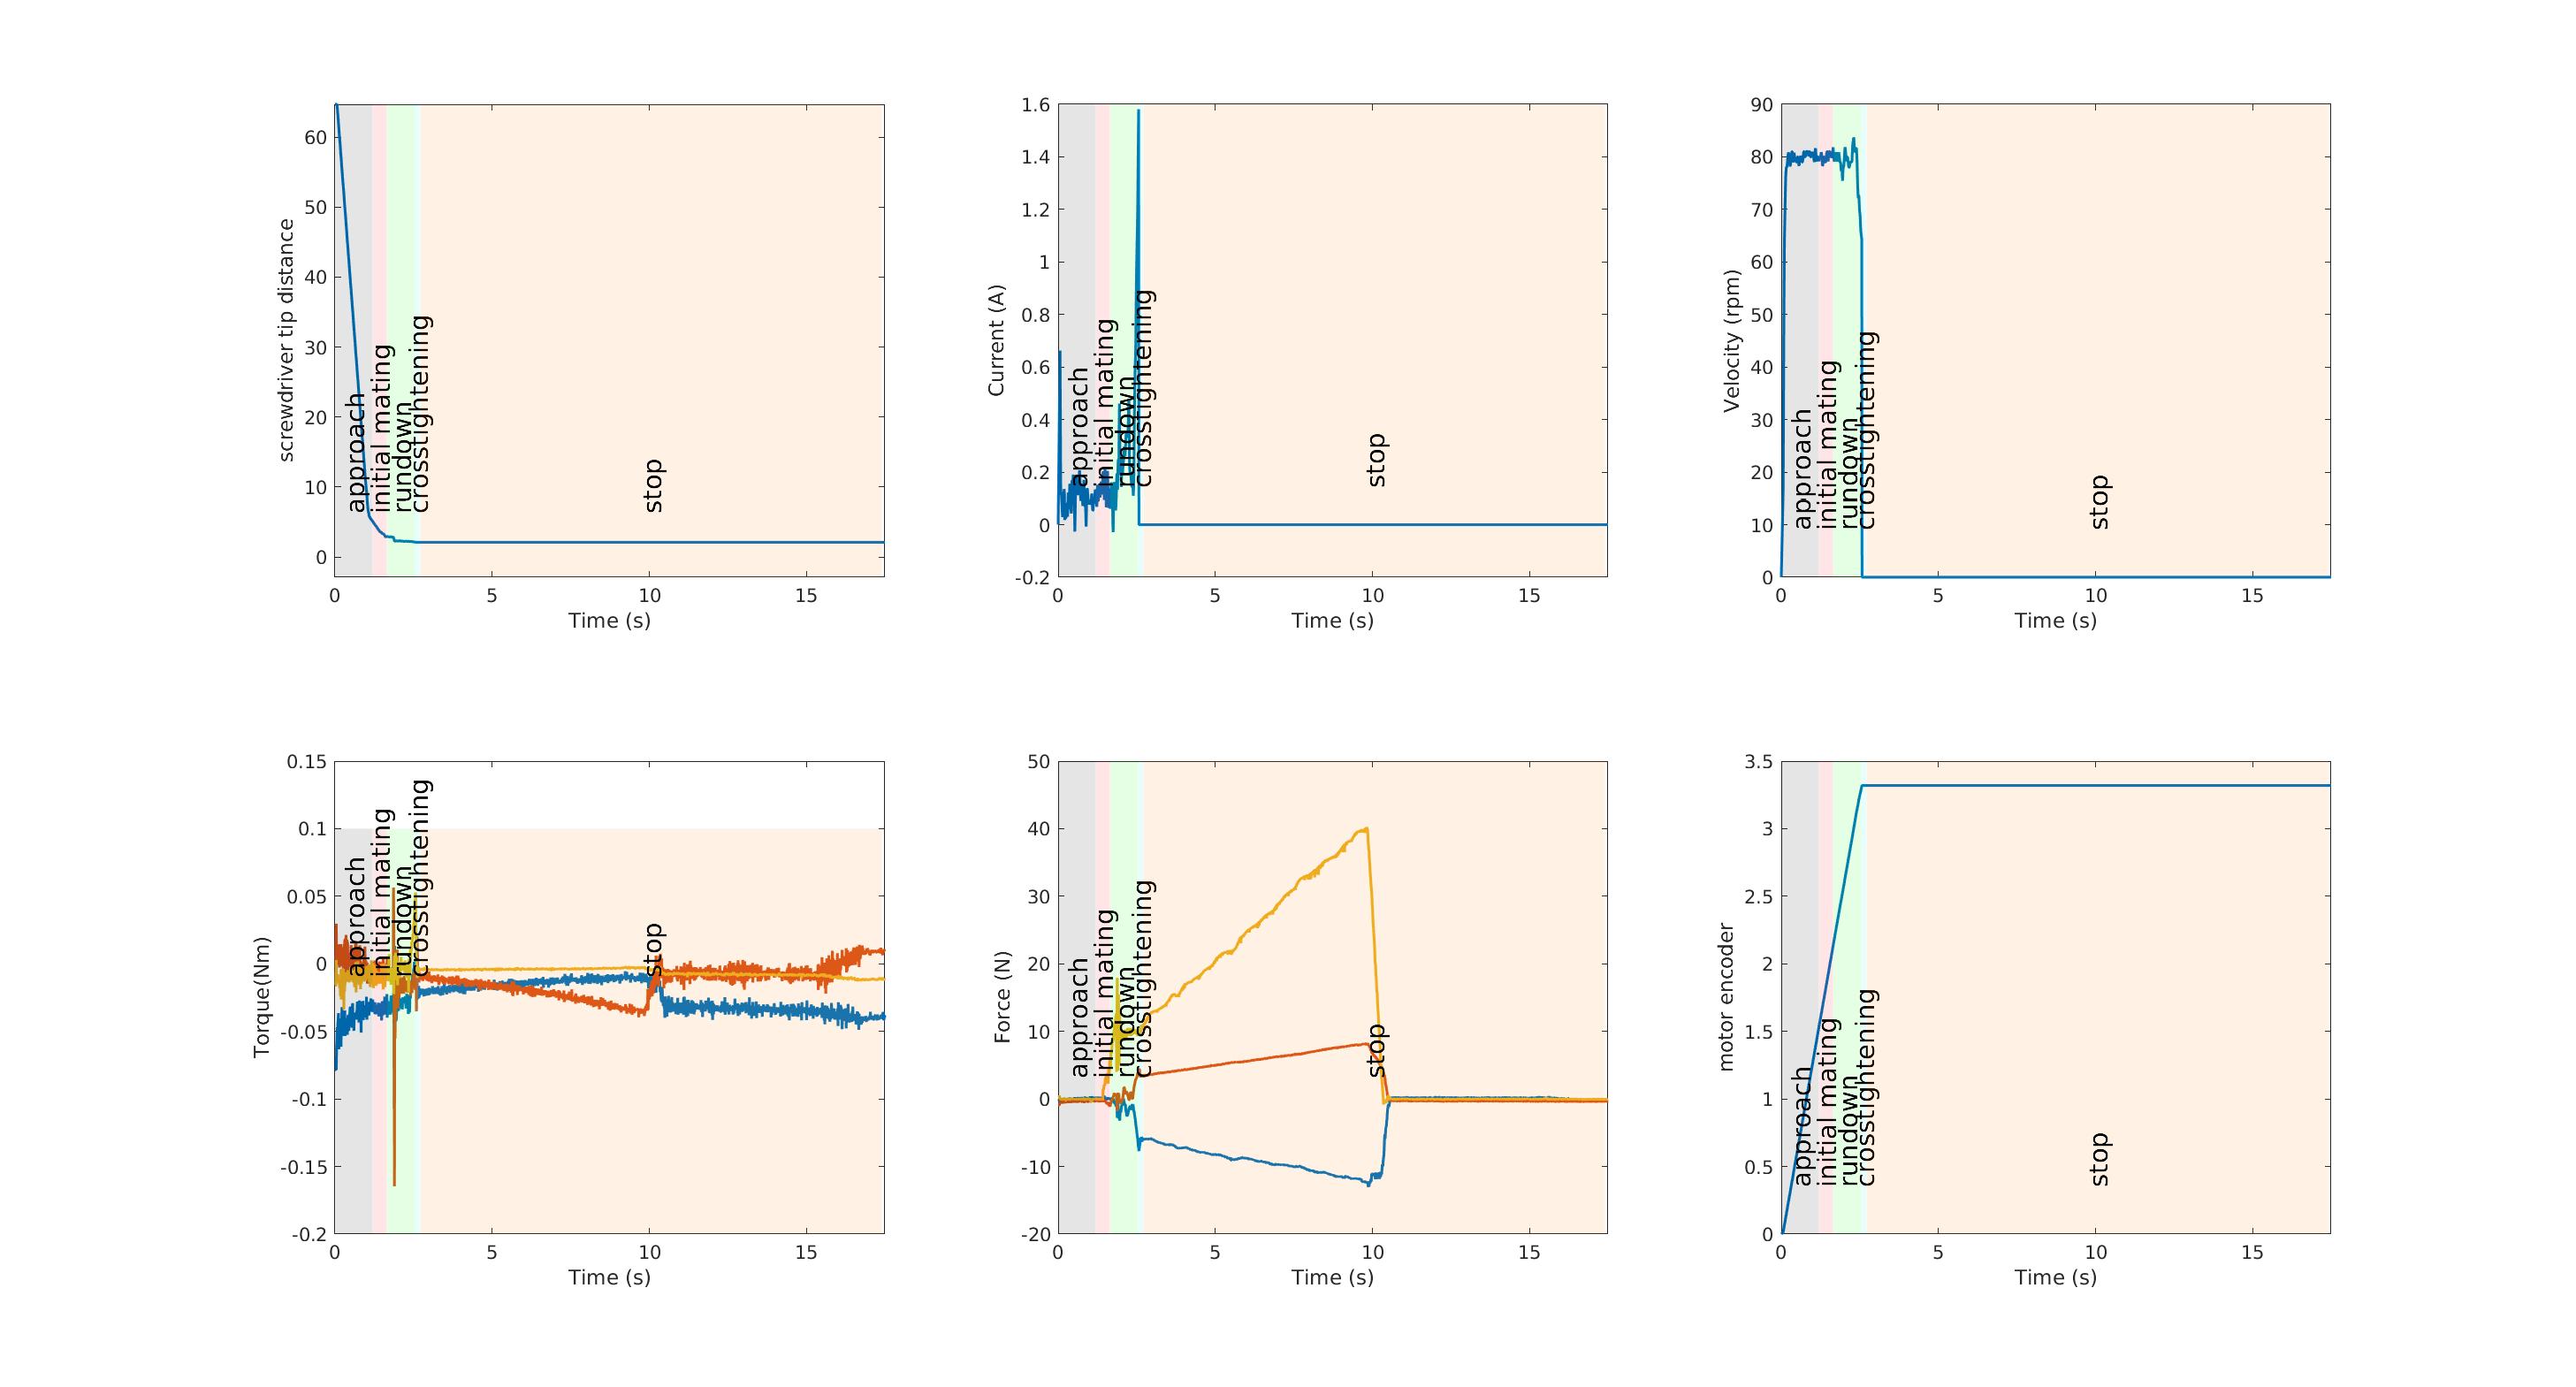 screwdriver tip distance
60
50
40
30
20
10
0
approach
initial mating
rundown
crosstightening
stop
0 5 10 15
Time (s)
Current (A)
1.6
1.4
1.2
1
0.8
0.6
0.4
0.2
0
-0.2
approach
initial mating
rundown
crosstightening
stop
0 5 10 15
Time (s)
Velocity (rpm)
90
80
70
60
50
40
30
20
10
0
approach
initial mating
rundown
crosstightening
stop
0 5 10 15
Time (s)
Torque(Nm)
0.15
0.1
0.05
0
-0.05
-0.1
-0.15
-0.2
approach
initial mating
rundown
crosstightening
stop
0 5 10 15
Time (s)
Force (N)
50
40
30
20
10
0
-10
-20
approach
initial mating
rundown
crosstightening
stop
0 5 10 15
Time (s)
motor encoder
3.5
3
2.5
2
1.5
1
0.5
0
approach
initial mating
rundown
crosstightening
stop
0 5 10 15
Time (s)